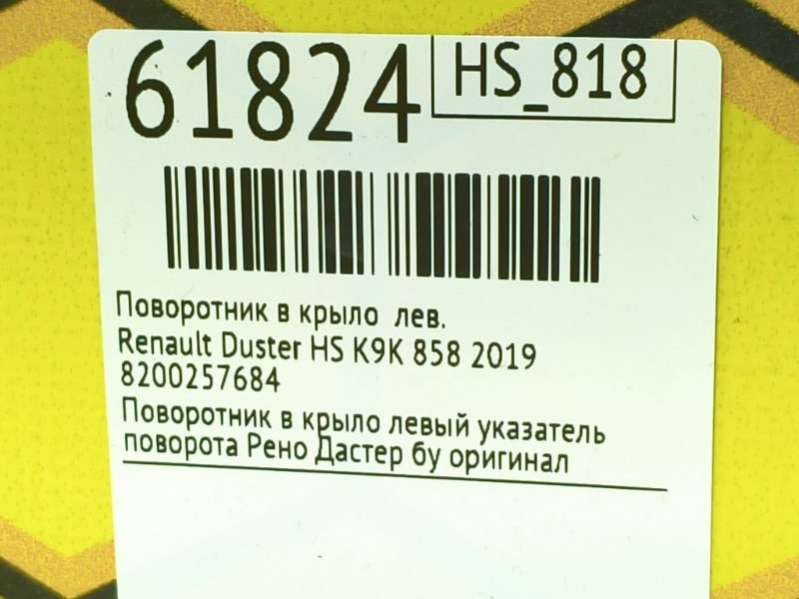 61824
HS_818
Поворотник в крыло лев.
Renault Duster HS K9K 858 2019
8200257684
Поворотник в крыло левый указатель
поворота Рено Дастер бу оригинал